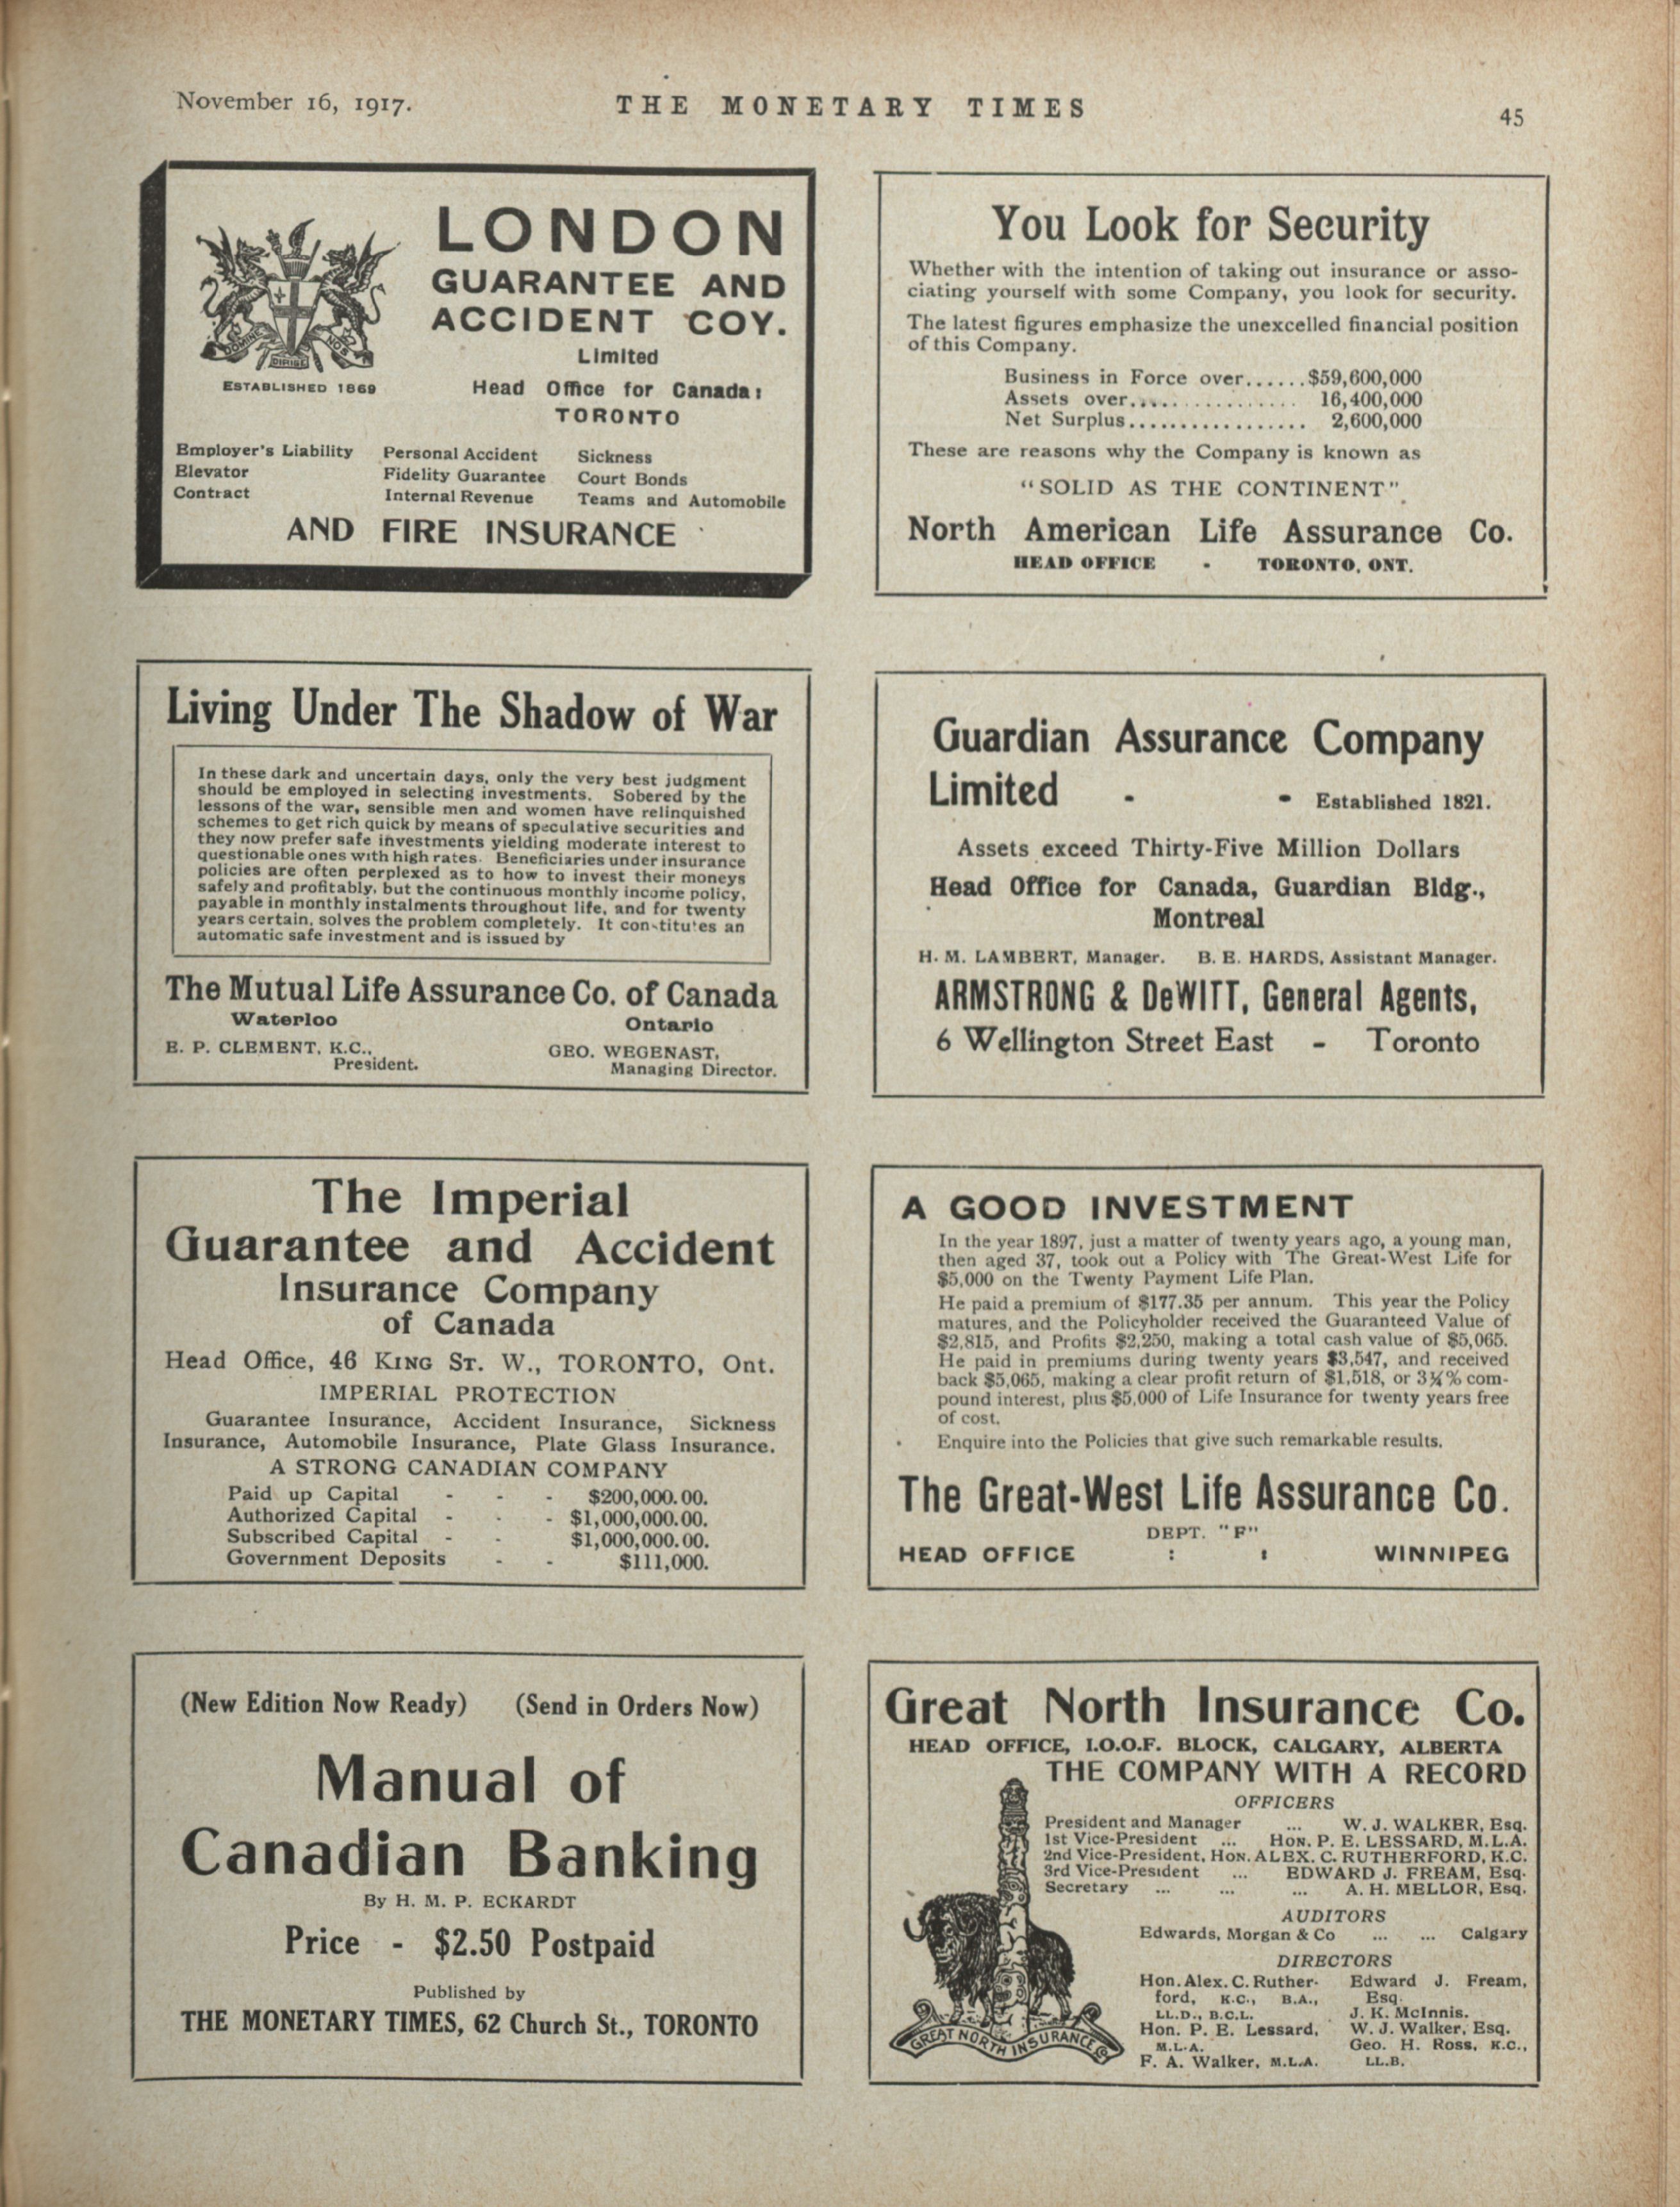 November 16, 1917.
THE MONETARY TIMES
45
LONDON
GUARANTEE AND
ACCIDENT COY.
Limited
DOMINE DIRIGE NOS
ESTABLISHED 1869
Head Office for Canada:
TORONTO
Employer's Liability Personal Accident Sickness
Elevator Fidelity Guarantee Court Bonds
Contract Internal Revenue Teams and Automobile
AND FIRE INSURANCE
You Look for Security
Whether with the intention of taking out insurance or asso-
ciating yourself with some Company, you look for security.
The latest figures emphasize the unexcelled financial position
of this Company.
Business in Force over......$59,600,000
Assets over................ 16,400,000
Net Surplus................. 2,600,000
These are reasons why the Company is known as
"SOLID AS THE CONTINENT"
North American Life Assurance Co.
HEAD OFFICE - TORONTO, ONT.
Living Under The Shadow of War
In these dark and uncertain days, only the very best judgment
should be employed in selecting investments. Sobered by the
lessons of the war, sensible men and women have relinquished
schemes to get rich quick by means of speculative securities and
they now prefer safe investments yielding moderate interest to
questionable ones with high rates. Beneficiaries under insurance
policies are often perplexed as to how to invest their moneys
safely and profitably, but the continuous monthly income policy,
payable in monthly instalments throughout life, and for twenty
years certain, solves the problem completely. It constitutes an
automatic safe investment and is issued by
The Mutual Life Assurance Co. of Canada
Waterloo Ontario
E. P. CLEMENT, K.C., GEO. WEGENAST,
President. Managing Director.
Guardian Assurance Company
Limited - - Established 1821.
Assets exceed Thirty-Five Million Dollars
Head Office for Canada, Guardian Bldg.,
Montreal
H. M. LAMBERT, Manager. B. E. HARDS, Assistant Manager.
ARMSTRONG & DeWITT, General Agents,
6 Wellington Street East - Toronto
The Imperial
Guarantee and Accident
Insurance Company
of Canada
Head Office, 46 KING ST. W., TORONTO, Ont.
IMPERIAL PROTECTION
Guarantee Insurance, Accident Insurance, Sickness
Insurance, Automobile Insurance, Plate Glass Insurance.
A STRONG CANADIAN COMPANY
Paid up Capital - - - $200,000.00.
Authorized Capital - - - $1,000,000.00.
Subscribed Capital - - $1,000,000.00.
Government Deposits - - $111,000.
A GOOD INVESTMENT
In the year 1897, just a matter of twenty years ago, a young man,
then aged 37, took out a Policy with The Great-West Life for
$5,000 on the Twenty Payment Life Plan.
He paid a premium of $177.35 per annum. This year the Policy
matures, and the Policyholder received the Guaranteed Value of
$2,815, and Profits $2,250, making a total cash value of $5,065.
He paid in premiums during twenty years $3,547, and received
back $5,065, making a clear profit return of $1,518, or 3¼% com-
pound interest, plus $5,000 of Life Insurance for twenty years free
of cost.
Enquire into the Policies that give such remarkable results.
The Great-West Life Assurance Co.
DEPT. "F"
HEAD OFFICE : : WINNIPEG
(New Edition Now Ready) (Send in Orders Now)
Manual of
Canadian Banking
By H. M. P. ECKARDT
Price - $2.50 Postpaid
Published by
THE MONETARY TIMES, 62 Church St., TORONTO
Great North Insurance Co.
HEAD OFFICE, I.O.O.F. BLOCK, CALGARY, ALBERTA
THE COMPANY WITH A RECORD
OFFICERS
President and Manager ... W. J. WALKER, Esq.
1st Vice-President ... HON. P. E. LESSARD, M.L.A.
2nd Vice-President, HON. ALEX. C. RUTHERFORD, K.C.
3rd Vice-President ... EDWARD J. FREAM, Esq.
Secretary ... ... ... A. H. MELLOR, Esq.
AUDITORS
Edwards, Morgan & Co ... ... Calgary
DIRECTORS
Hon. Alex. C. Ruther- Edward J. Fream,
ford, K.C., B.A., Esq.
LL.D., B.C.L. J. K. McInnis.
Hon. P. E. Lessard, W. J. Walker, Esq.
M.L.A. Geo. H. Ross, K.C.,
F. A. Walker, M.L.A. LL.B.
GREAT NORTH INSURANCE Co